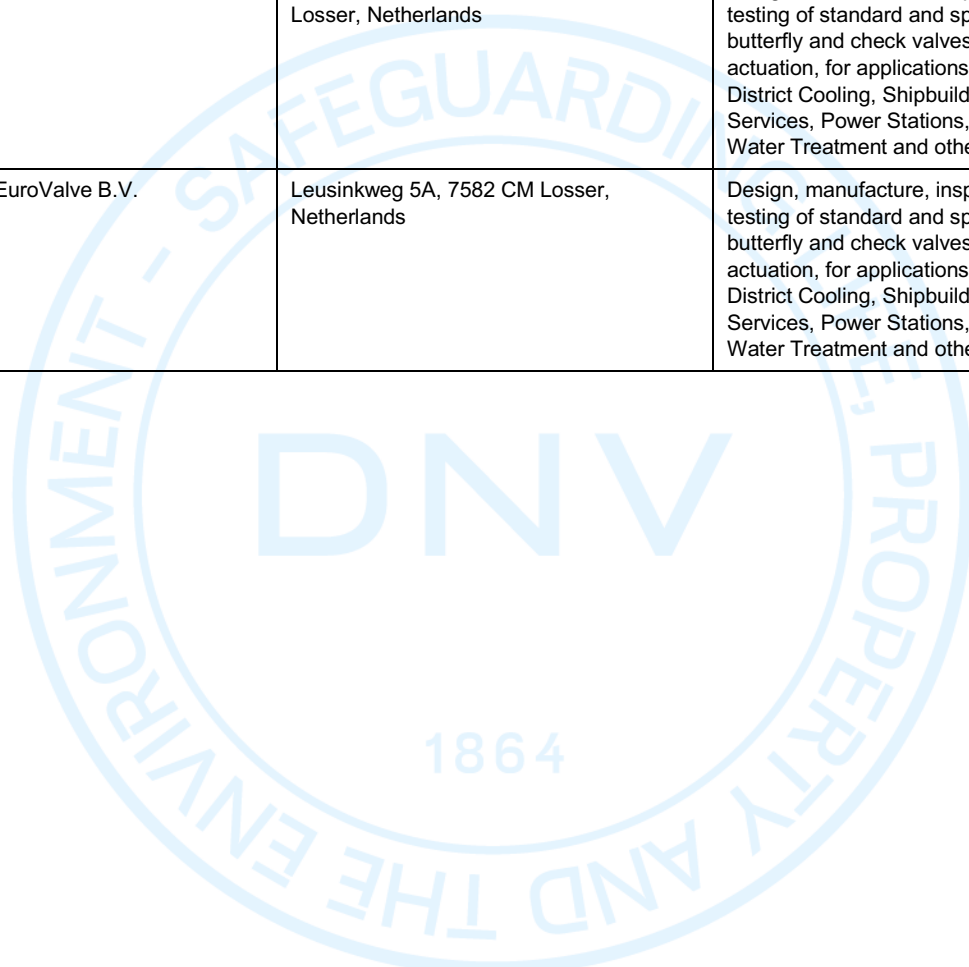 Losser, Netherlands
testing of standard and sp
butterfly and check valves
actuation, for applications
District Cooling, Shipbuild
Services, Power Stations,
Water Treatment and othe
EuroValve B.V.
Leusinkweg 5A, 7582 CM Losser,
Netherlands
Design, manufacture, insp
testing of standard and sp
butterfly and check valves
actuation, for applications
District Cooling, Shipbuild
Services, Power Stations,
Water Treatment and othe
SAFEGUARDING LIFE, PROPERTY AND THE ENVIRONMENT -
DNV
1864